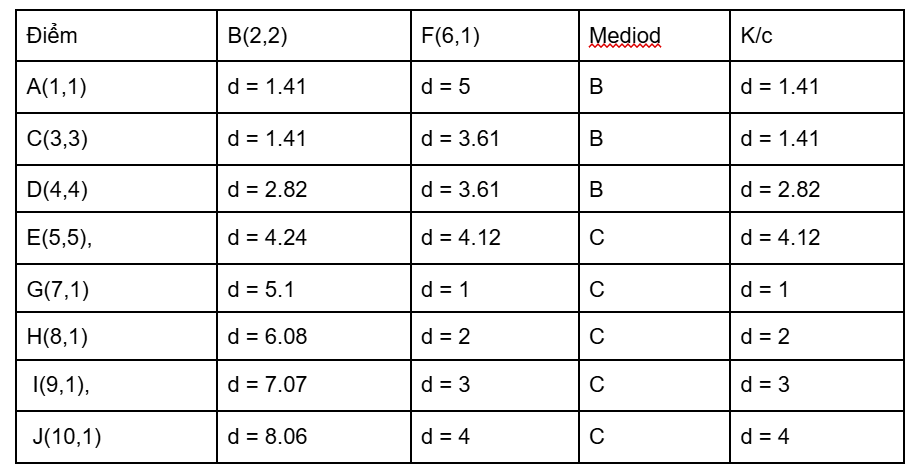 Điểm B(2,2) F(6,1) Mediod K/c
A(1,1) d = 1.41 d = 5 B d = 1.41
C(3,3) d = 1.41 d = 3.61 B d = 1.41
D(4,4) d = 2.82 d = 3.61 B d = 2.82
E(5,5), d = 4.24 d = 4.12 C d = 4.12
G(7,1) d = 5.1 d = 1 C d = 1
H(8,1) d = 6.08 d = 2 C d = 2
I(9,1), d = 7.07 d = 3 C d = 3
J(10,1) d = 8.06 d = 4 C d = 4